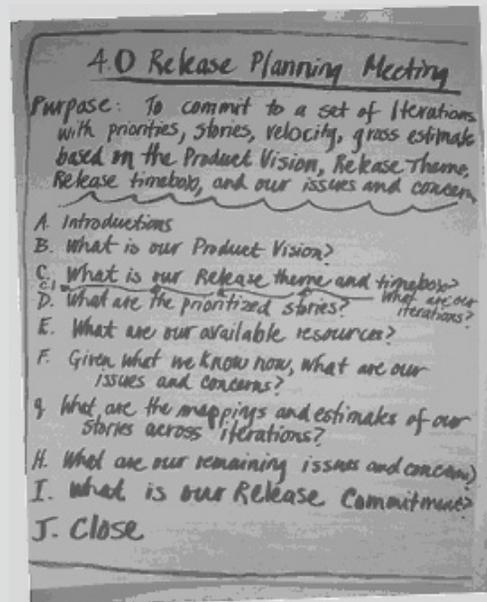 4.0 Release Planning Meeting
Purpose: To commit to a set of Iterations
with priorities, stories, velocity, gross estimate
based on the Product Vision, Release Theme,
Release timebox, and our issues and concern
A. Introductions
B. What is our Product Vision?
C. What is our Release theme and timebox?
C.1 What are our
iterations?
D. What are the prioritized stories?
E. What are our available resources?
F. Given what we know now, what are our
issues and concerns?
g What are the mappings and estimates of our
stories across iterations?
H. What are our remaining issues and concerns)
I. What is our Release Commitment?
J. Close